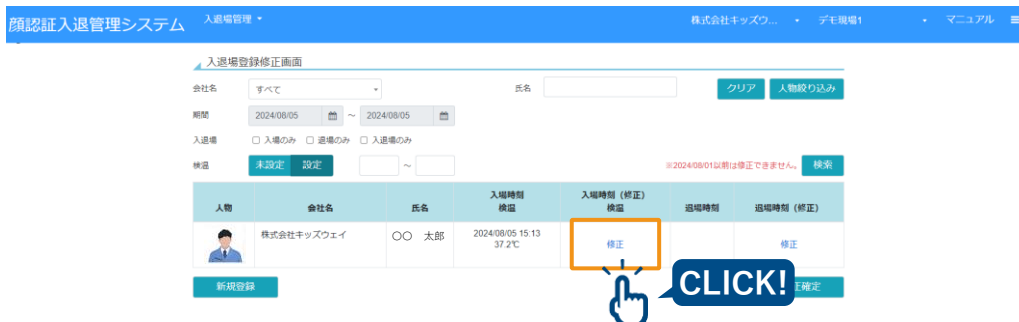 顔認証入退管理システム 入退場管理 株式会社キッズウ... デモ現場1 マニュアル
入退場登録修正画面
会社名 すべて 氏名 クリア 人物絞り込み
期間 2024/08/05 ~ 2024/08/05
入退場 入場のみ 退場のみ 入退場のみ
検温 未設定 設定 ~ ※2024/08/01以前は修正できません。 検索
人物 会社名 氏名 入場時刻 検温 入場時刻（修正） 検温 退場時刻 退場時刻（修正）
株式会社キッズウェイ 〇〇 太郎 2024/08/05 15:13 37.2℃ 修正 修正
新規登録 CLICK! 正確定